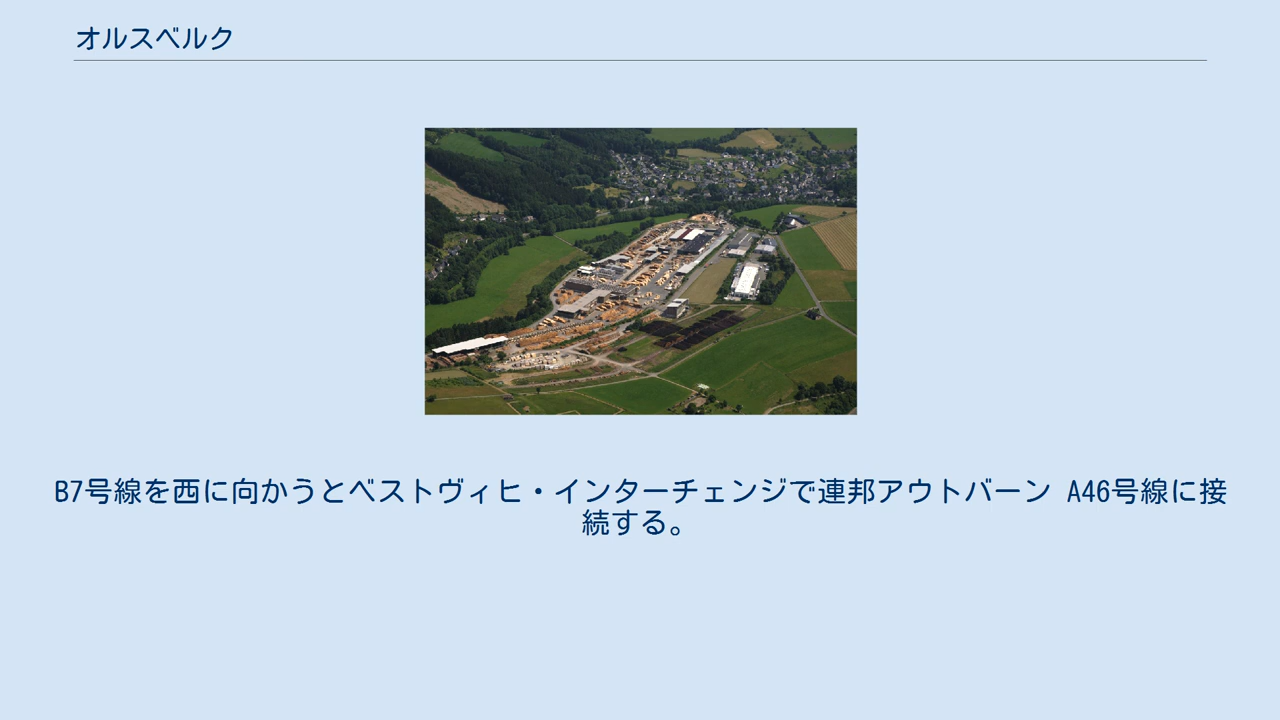 オルスベルク
B7号線を西に向かうとベストヴィヒ・インターチェンジで連邦アウトバーン A46号線に接
続する。